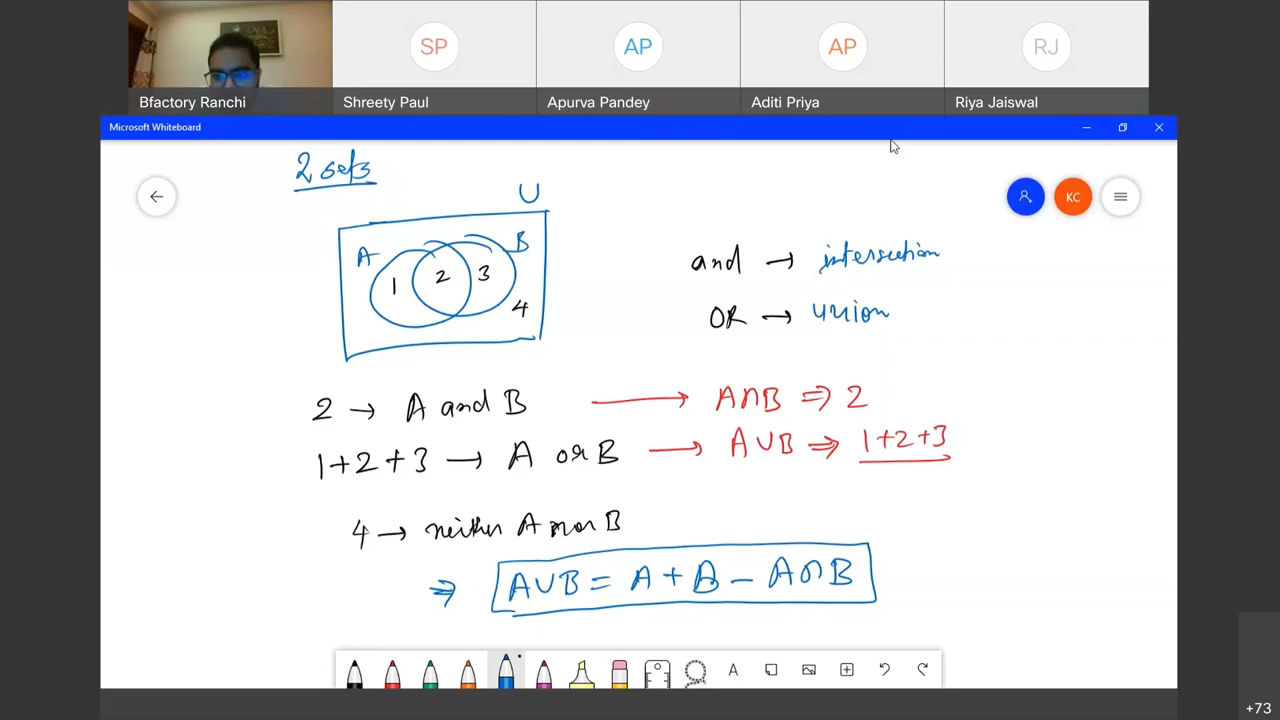 SP
AP
AP
RJ
Bfactory Ranchi
Shreety Paul
Apurva Pandey
Aditi Priya
Riya Jaiswal
Microsoft Whiteboard
2 sets
U
KC
A
B
1
2
3
4
and → intersection
OR → union
2 → A and B → A∩B ⇒ 2
1+2+3 → A or B → A∪B ⇒ 1+2+3
4 → neither A nor B
⇒ A∪B = A + B - A∩B
A
+73